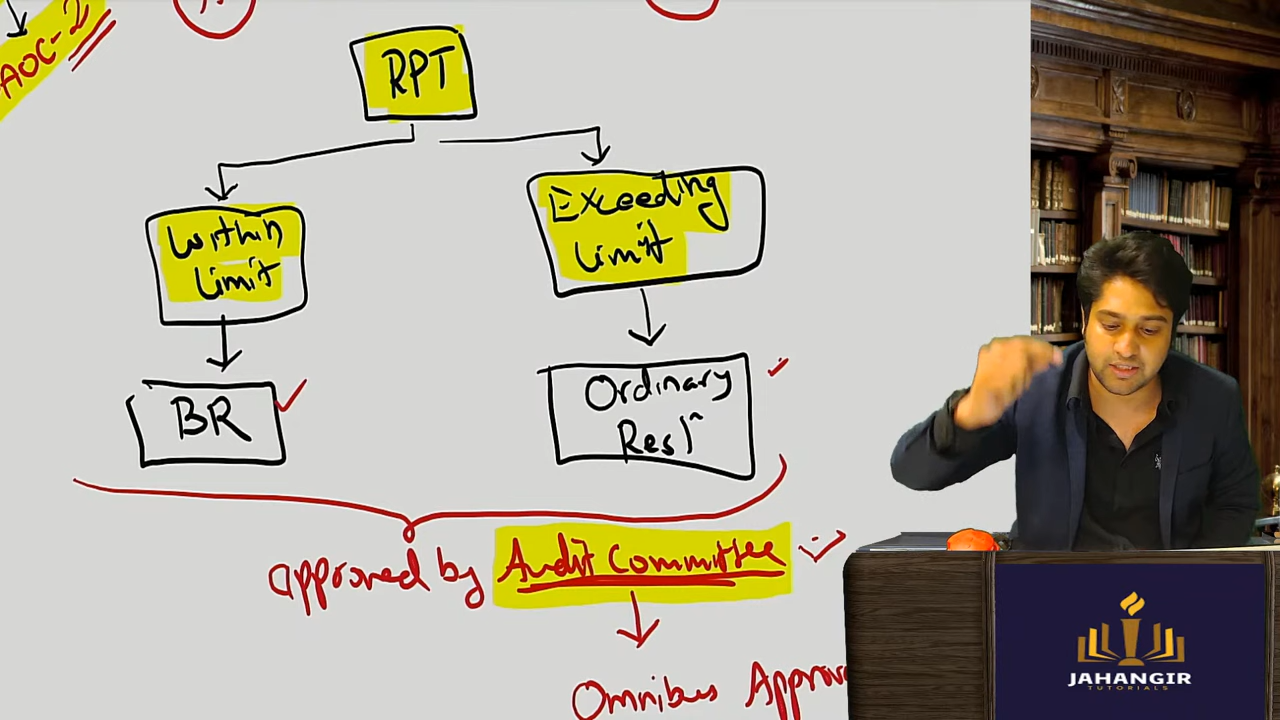 AOC-2
RPT
Within
Limit
Exceeding
Limit
BR
Ordinary
Resl^n
approved by Audit Committee
Omnibus Approv
JAHANGIR
TUTORIALS